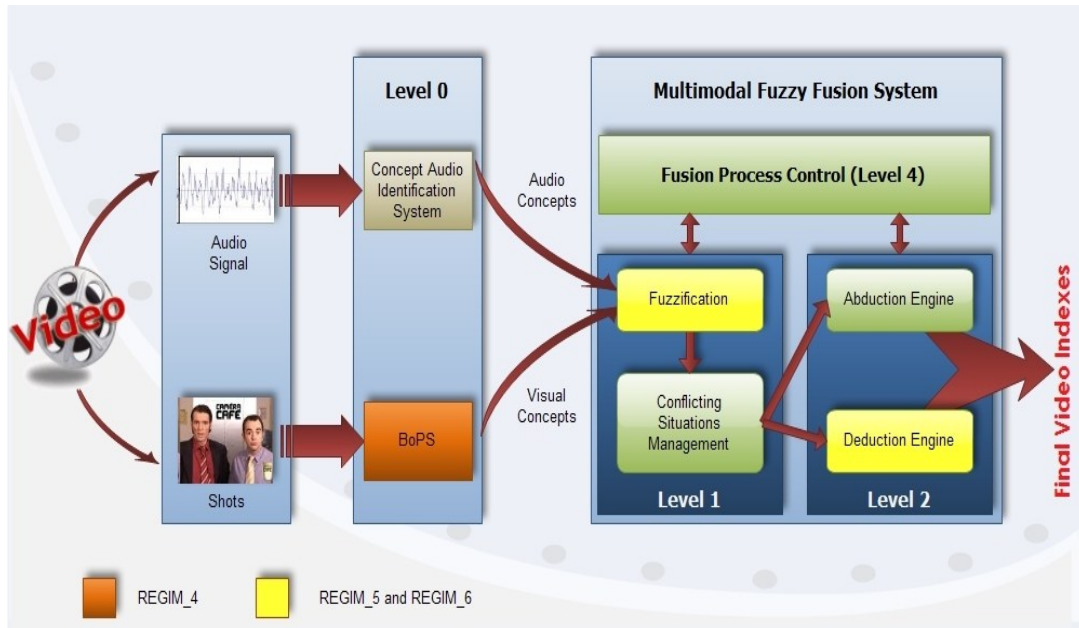 Level 0
Multimodal Fuzzy Fusion System
Video
Audio
Signal
Shots
CAMÉRA
CAFÉ
Concept Audio
Identification
System
BoPS
Audio
Concepts
Visual
Concepts
Fusion Process Control (Level 4)
Fuzzification
Conflicting
Situations
Management
Level 1
Abduction Engine
Deduction Engine
Level 2
Final Video Indexes
REGIM_4
REGIM_5 and REGIM_6